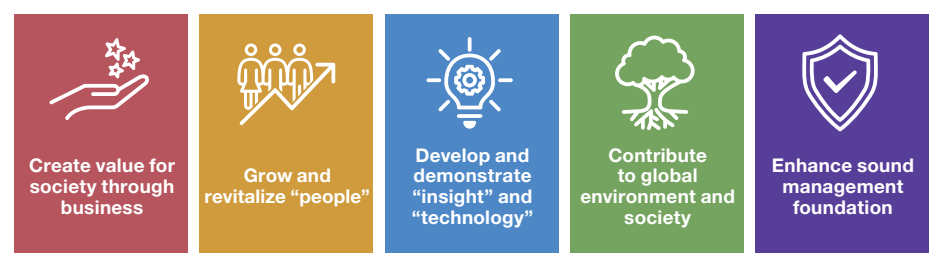 Create value for
society through
business
Grow and
revitalize “people”
Develop and
demonstrate
“insight” and
“technology”
Contribute
to global
environment and
society
Enhance sound
management
foundation